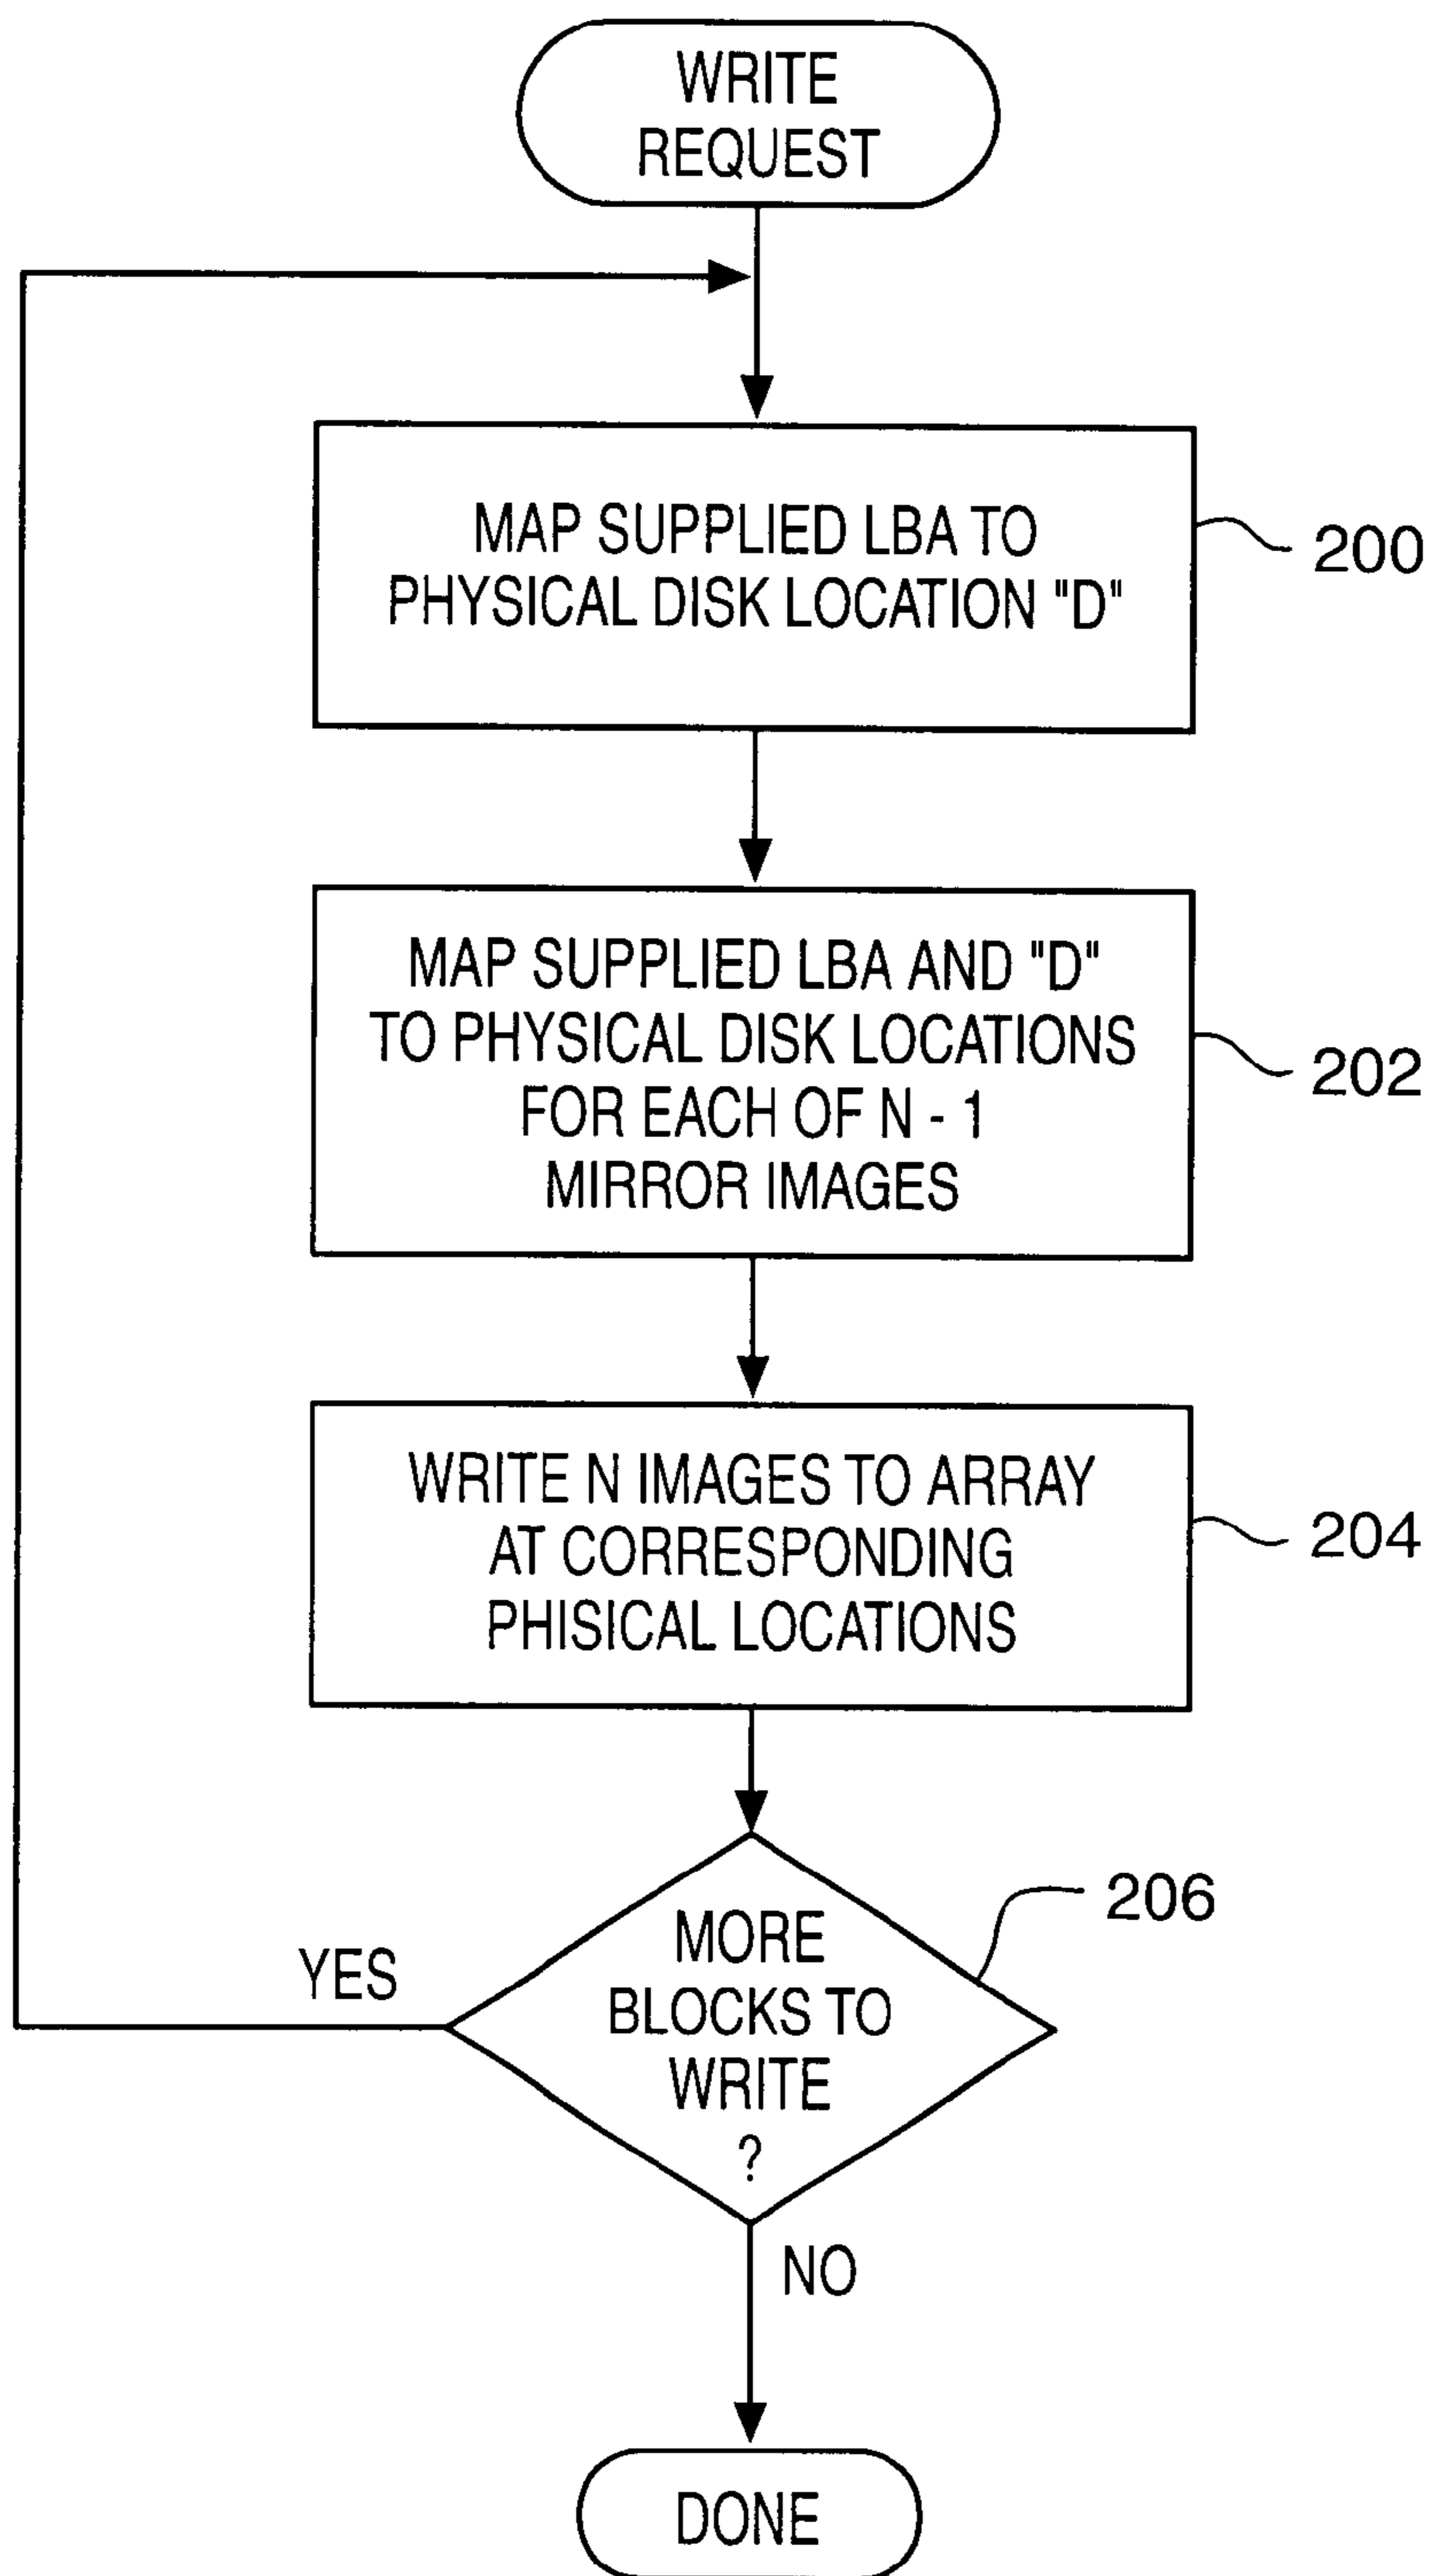 WRITE
REQUEST
MAP SUPPLIED LBA TO
PHYSICAL DISK LOCATION "D"
200
MAP SUPPLIED LBA AND "D"
TO PHYSICAL DISK LOCATIONS
FOR EACH OF N - 1
MIRROR IMAGES
202
WRITE N IMAGES TO ARRAY
AT CORRESPONDING
PHISICAL LOCATIONS
204
MORE
BLOCKS TO
WRITE
?
206
YES
NO
DONE